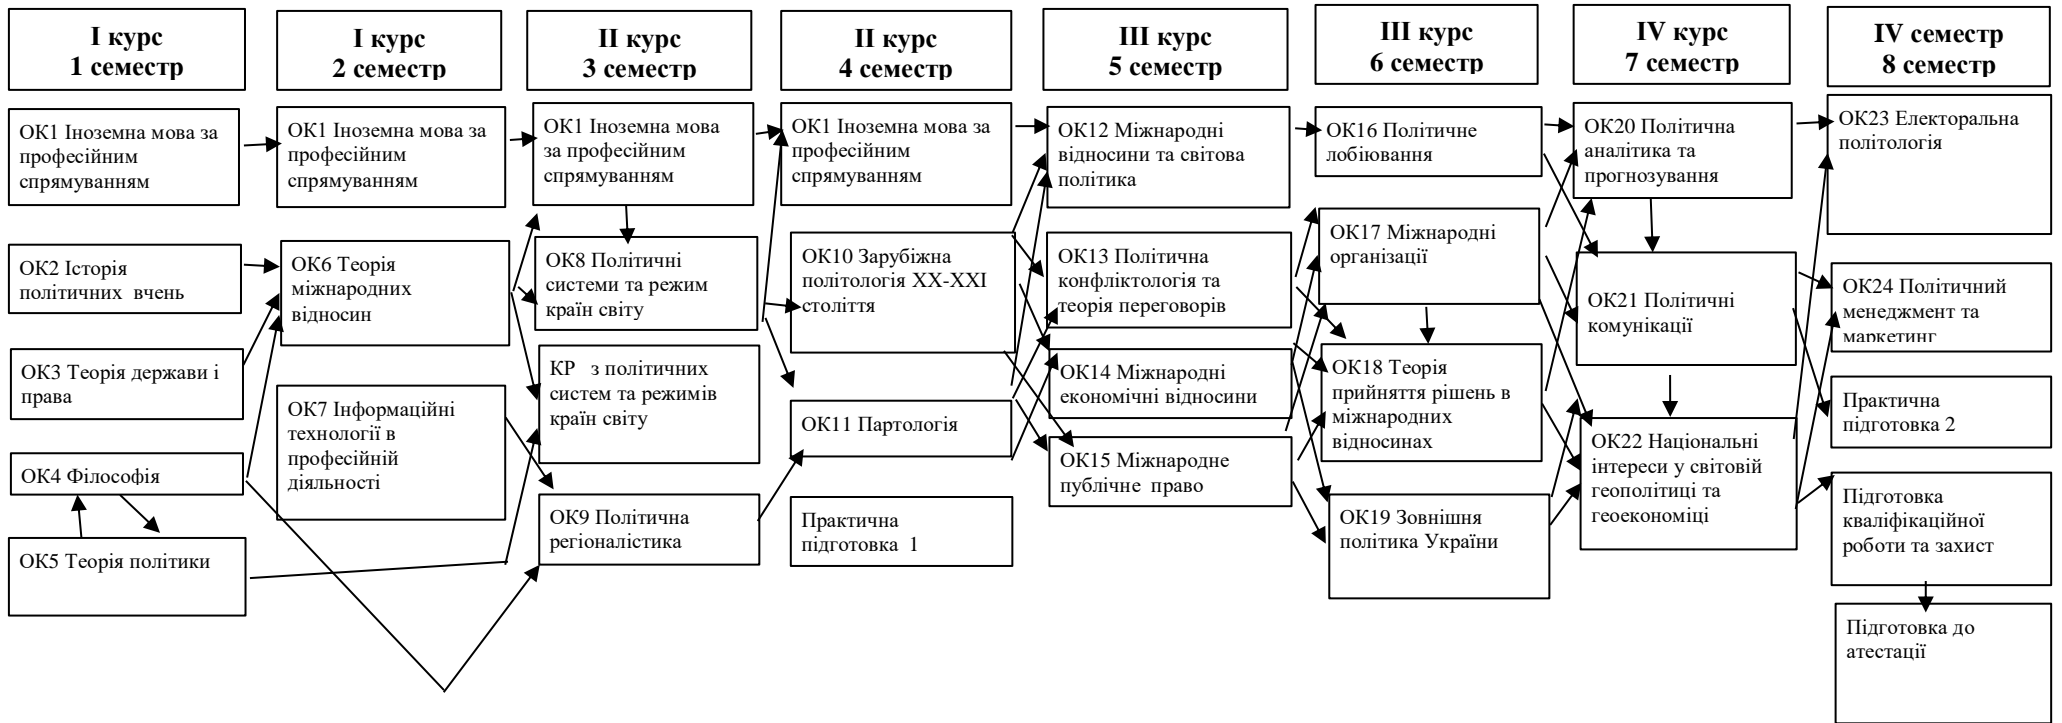 I курс
1 семестр
I курс
2 семестр
II курс
3 семестр
II курс
4 семестр
III курс
5 семестр
III курс
6 семестр
IV курс
7 семестр
IV семестр
8 семестр
ОК1 Іноземна мова за
професійним
спрямуванням
ОК2 Історія
політичних вчень
ОК3 Теорія держави і
права
ОК4 Філософія
ОК5 Теорія політики
ОК1 Іноземна мова за
професійним
спрямуванням
ОК6 Теорія
міжнародних
відносин
ОК7 Інформаційні
технології в
професійній
діяльності
ОК1 Іноземна мова
за професійним
спрямуванням
ОК8 Політичні
системи та режим
країн світу
КР з політичних
систем та режимів
країн світу
ОК9 Політична
регіоналістика
ОК1 Іноземна мова за
професійним
спрямуванням
ОК10 Зарубіжна
політологія ХХ-ХХІ
століття
ОК11 Партологія
Практична
підготовка 1
ОК12 Міжнародні
відносини та світова
політика
ОК13 Політична
конфліктологія та
теорія переговорів
ОК14 Міжнародні
економічні відносини
ОК15 Міжнародне
публічне право
ОК16 Політичне
лобіювання
ОК17 Міжнародні
організації
ОК18 Теорія
прийняття рішень в
міжнародних
відносинах
ОК19 Зовнішня
політика України
ОК20 Політична
аналітика та
прогнозування
ОК21 Політичні
комунікації
ОК22 Національні
інтереси у світовій
геополітиці та
геоекономіці
ОК23 Електоральна
політологія
ОК24 Політичний
менеджмент та
маркетинг
Практична
підготовка 2
Підготовка
кваліфікаційної
роботи та захист
Підготовка до
атестації